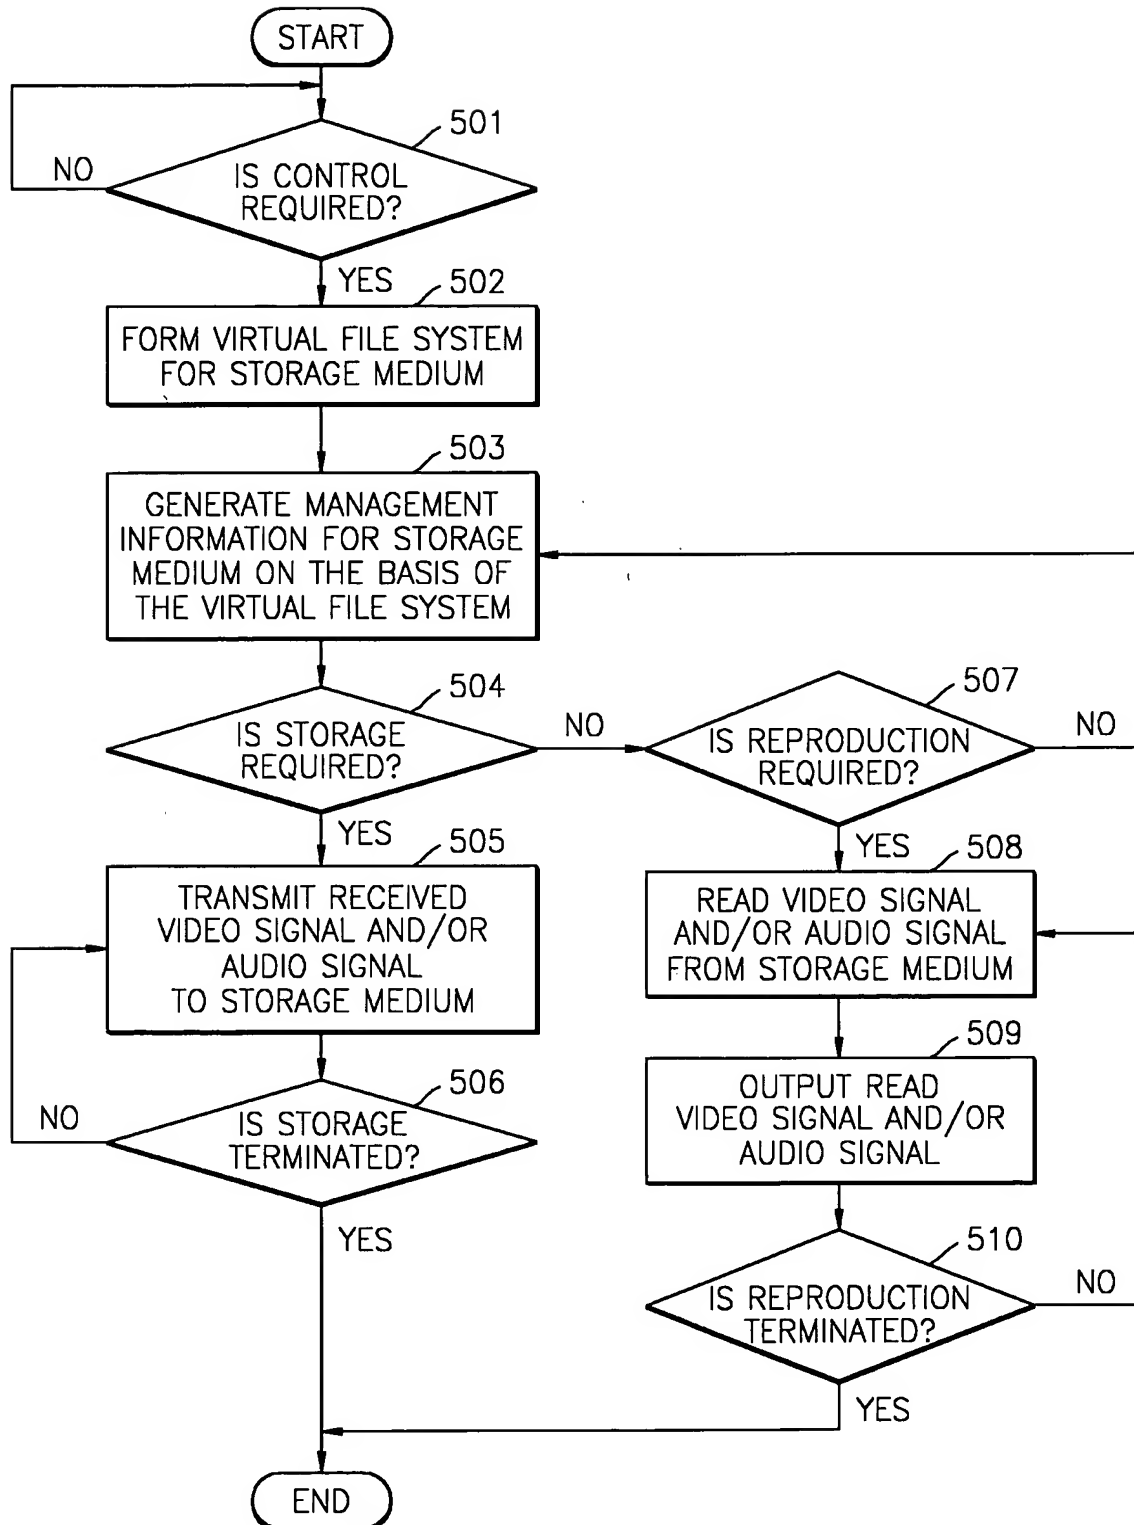 START
501
IS CONTROL
REQUIRED?
NO
YES
502
FORM VIRTUAL FILE SYSTEM
FOR STORAGE MEDIUM
503
GENERATE MANAGEMENT
INFORMATION FOR STORAGE
MEDIUM ON THE BASIS OF
THE VIRTUAL FILE SYSTEM
504
IS STORAGE
REQUIRED?
NO
YES
507
IS REPRODUCTION
REQUIRED?
NO
YES
505
TRANSMIT RECEIVED
VIDEO SIGNAL AND/OR
AUDIO SIGNAL
TO STORAGE MEDIUM
508
READ VIDEO SIGNAL
AND/OR AUDIO SIGNAL
FROM STORAGE MEDIUM
506
IS STORAGE
TERMINATED?
NO
YES
509
OUTPUT READ
VIDEO SIGNAL AND/OR
AUDIO SIGNAL
510
IS REPRODUCTION
TERMINATED?
NO
YES
END